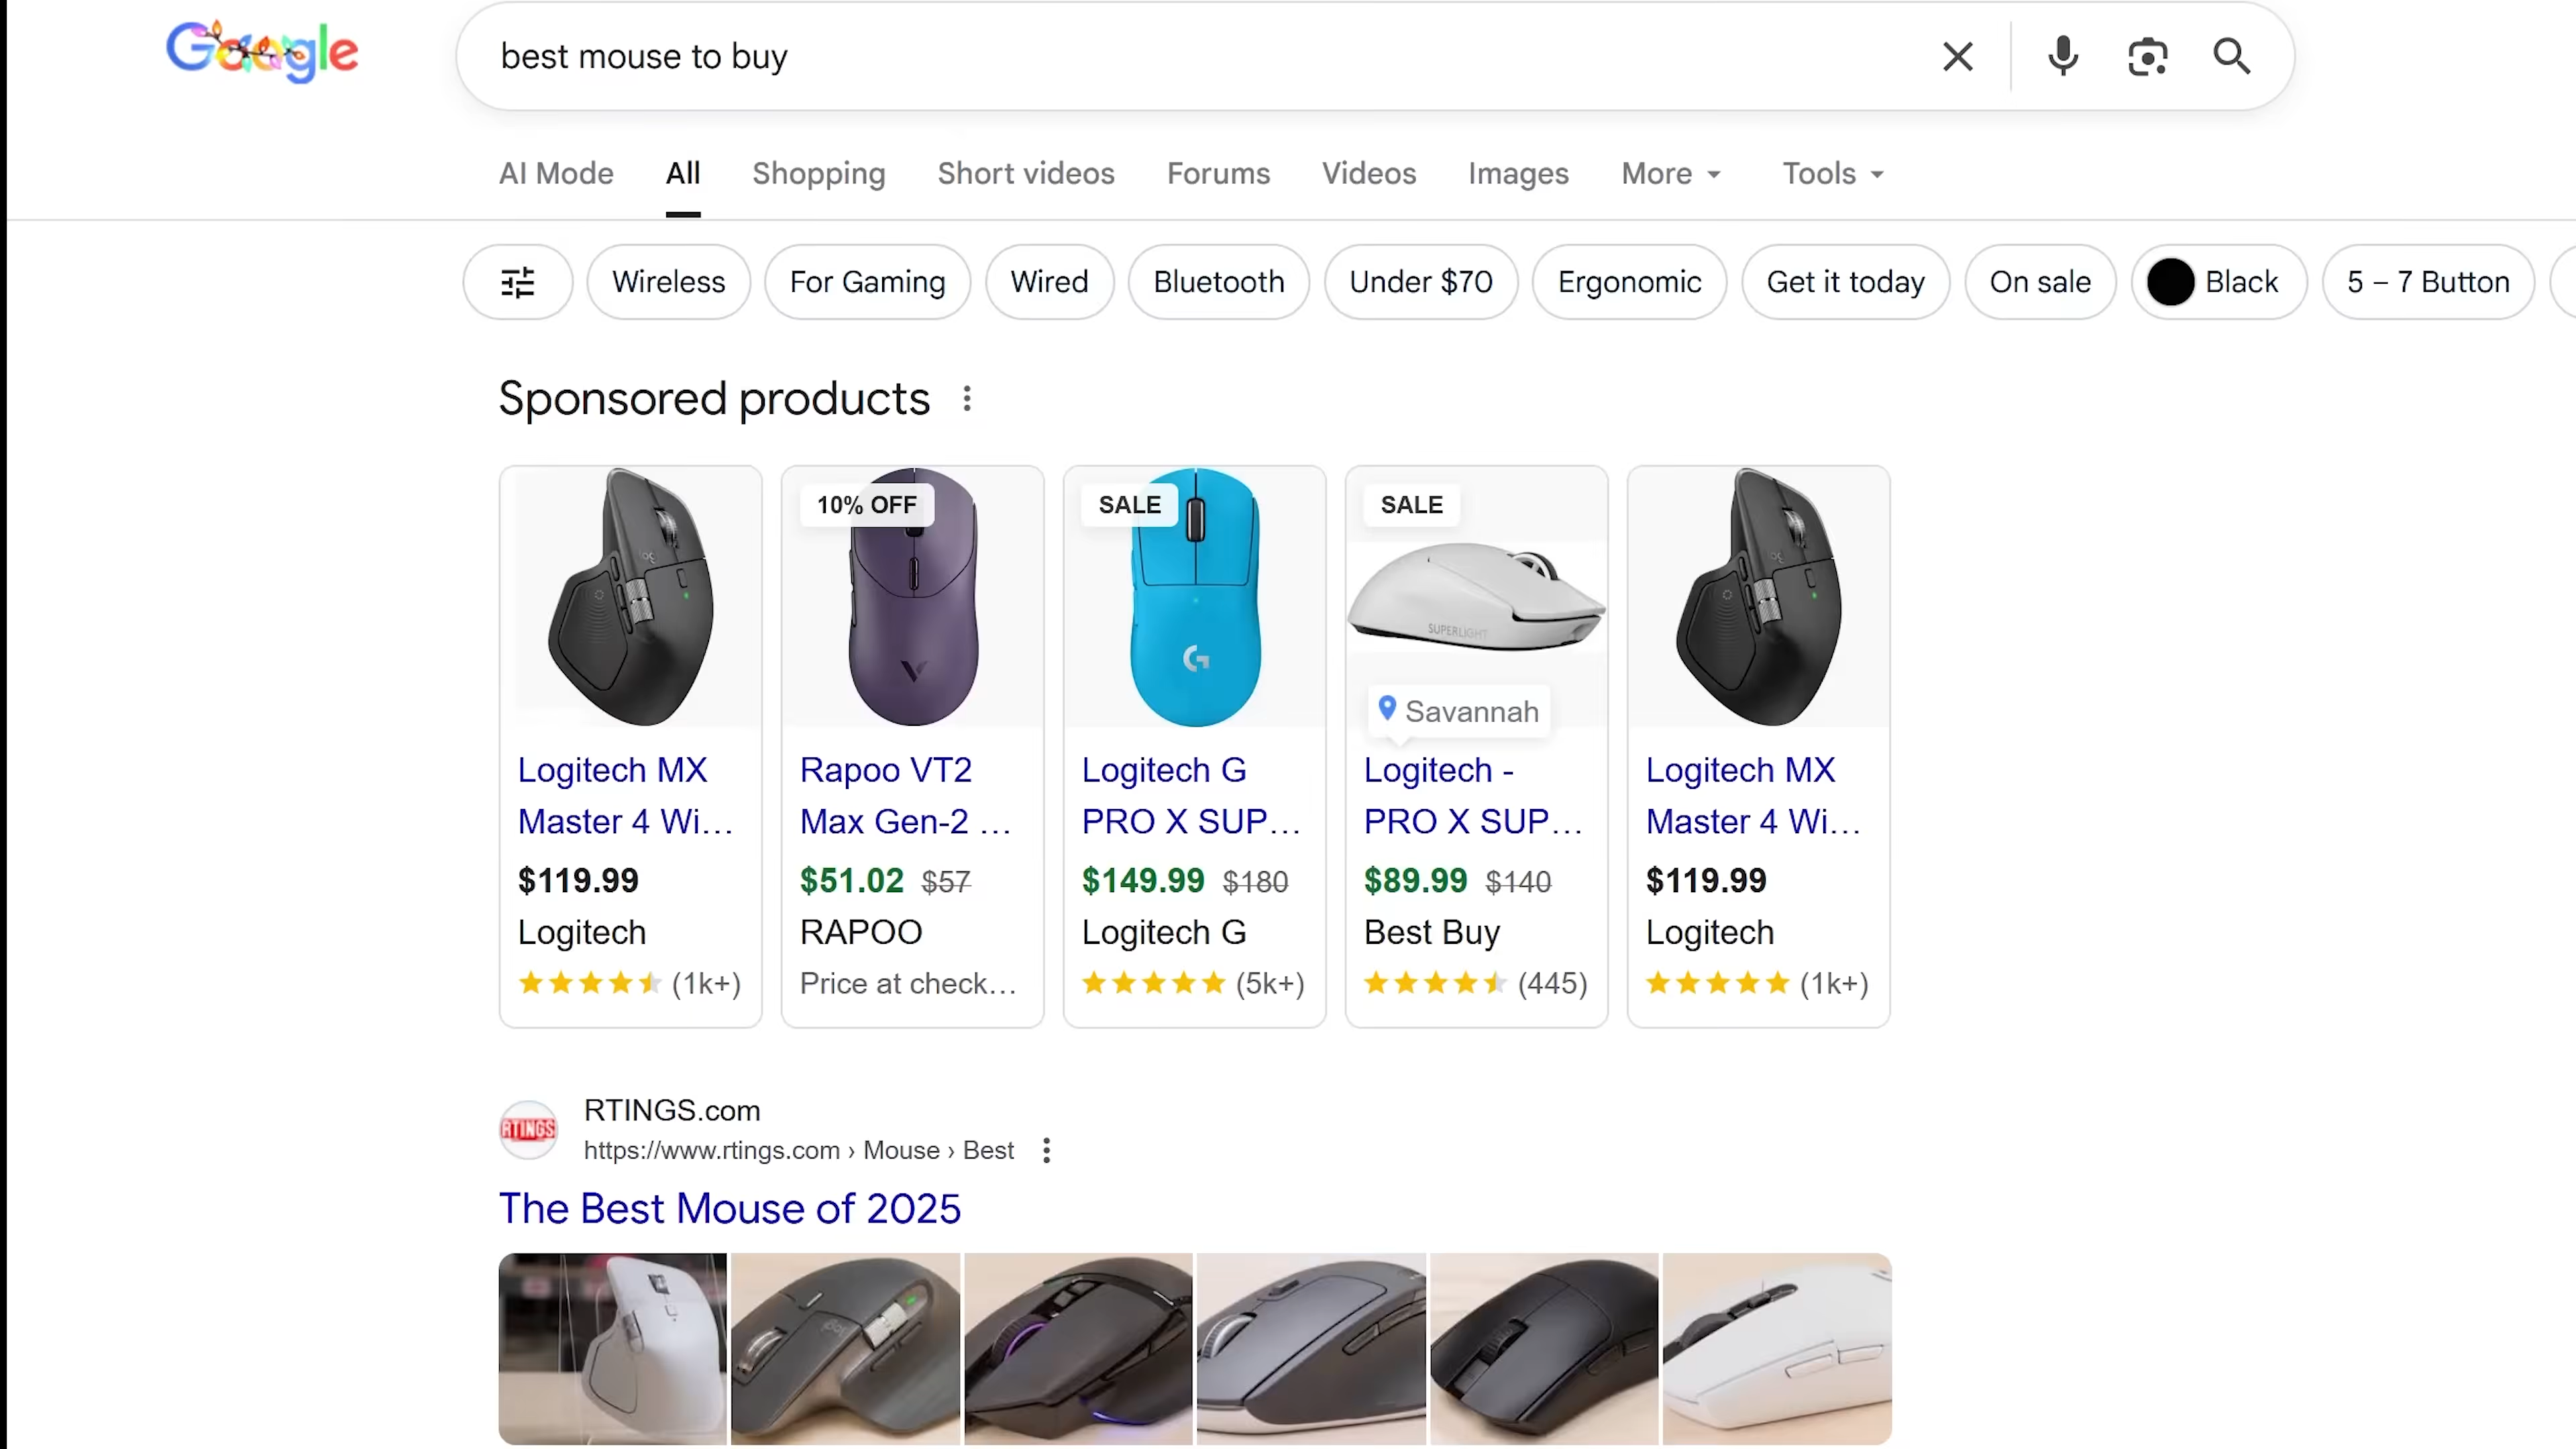 Google
best mouse to buy
AI Mode All Shopping Short videos Forums Videos Images More Tools
Wireless For Gaming Wired Bluetooth Under $70 Ergonomic Get it today On sale Black 5 – 7 Button
Sponsored products
10% OFF SALE SALE
SUPERLIGHT
Savannah
Logitech MX
Master 4 Wi...
$119.99
Logitech
(1k+)
Rapoo VT2
Max Gen-2 ...
$51.02 $57
RAPOO
Price at check...
Logitech G
PRO X SUP...
$149.99 $180
Logitech G
(5k+)
Logitech -
PRO X SUP...
$89.99 $140
Best Buy
(445)
Logitech MX
Master 4 Wi...
$119.99
Logitech
(1k+)
RTINGS
RTINGS.com
https://www.rtings.com › Mouse › Best
The Best Mouse of 2025